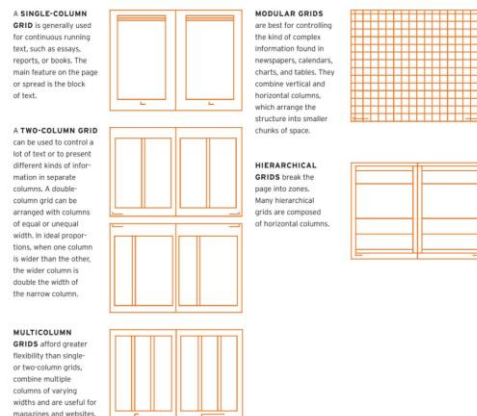 A SINGLE-COLUMN
GRID is generally used
for continuous running
text, such as essays,
reports, or books. The
main feature on the page
or spread is the block
of text.
A TWO-COLUMN GRID
can be used to control a
lot of text or to present
different kinds of infor-
mation in separate
columns. A double-
column grid can be
arranged with columns
of equal or unequal
width. In ideal propor-
tions, when one column
is wider than the other,
the wider column is
double the width of
the narrow column.
MULTICOLUMN
GRIDS afford greater
flexibility than single-
or two-column grids,
combine multiple
columns of varying
widths and are useful for
magazines and websites.
MODULAR GRIDS
are best for controlling
the kind of complex
information found in
newspapers, calendars,
charts, and tables. They
combine vertical and
horizontal columns,
which arrange the
structure into smaller
chunks of space.
HIERARCHICAL
GRIDS break the
page into zones.
Many hierarchical
grids are composed
of horizontal columns.